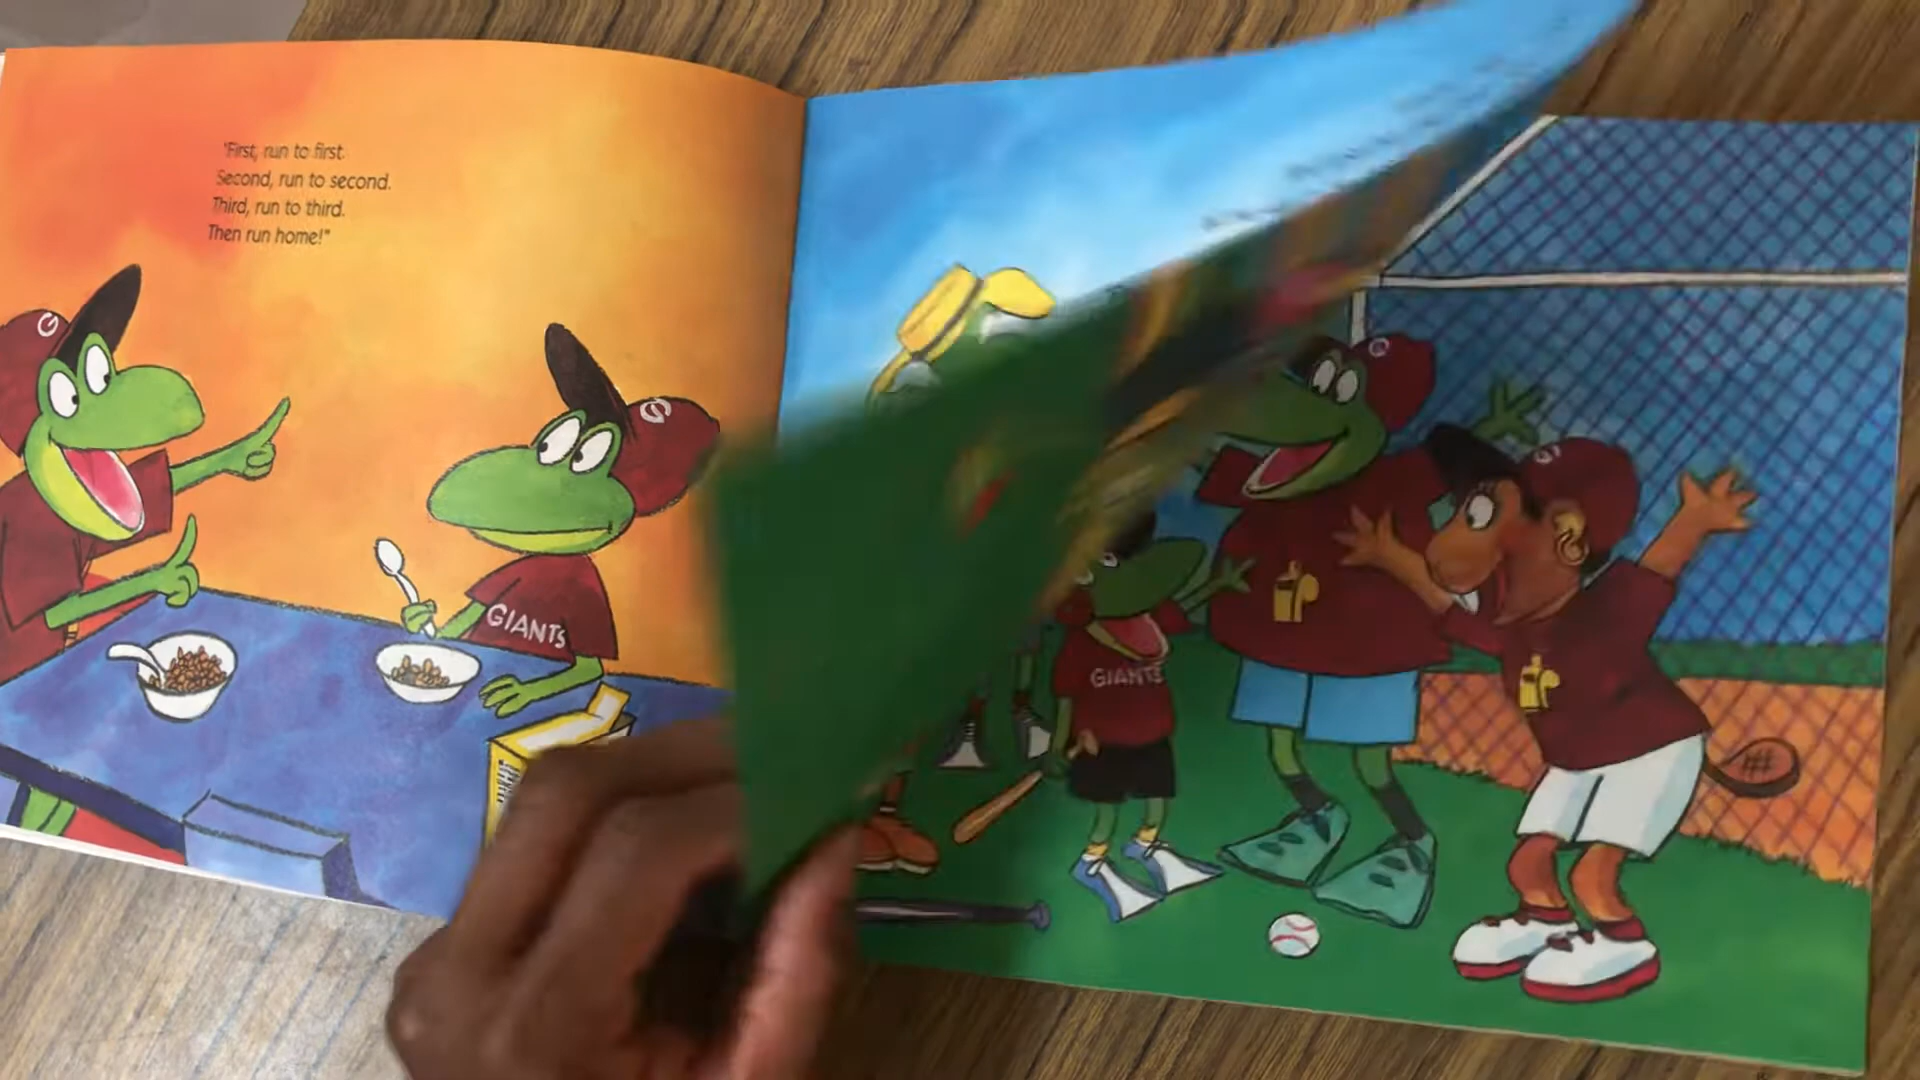 "First, run to first.
Second, run to second.
Third, run to third.
Then run home!"
G
G
GIANTS
G
G
GIANTS